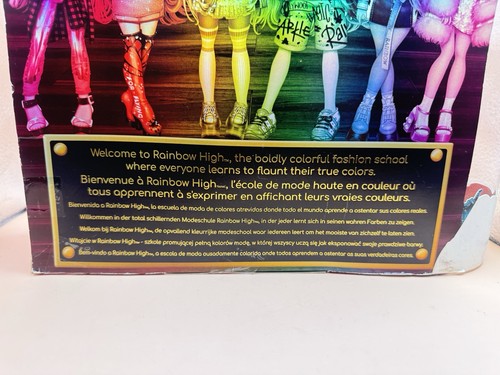 Welcome to Rainbow High™, the boldly colorful fashion school
where everyone learns to flaunt their true colors.
Bienvenue à Rainbow High™, l'école de mode haute en couleur où
tous apprennent à s'exprimer en affichant leurs vraies couleurs.
Bienvenida a Rainbow High™, la escuela de moda de colores atrevidos donde todo el mundo aprende a ostentar sus colores reales.
Willkommen in der total schillernden Modeschule Rainbow High™, in der jeder lernt sich in seinen wahren Farben zu zeigen.
Welkom bij Rainbow High™, de opvallend kleurrijke modeschool waar iedereen leert om het mooiste van zichzelf te laten zien.
Witajcie w Rainbow High™ - szkole promującej pełną kolorów modę, w której wszyscy uczą się jak eksponować swoje prawdziwe barwy.
Bem-vindo a Rainbow High™, a escola de moda ousadamente colorida onde todos aprendem a ostentar as suas verdadeiras cores.